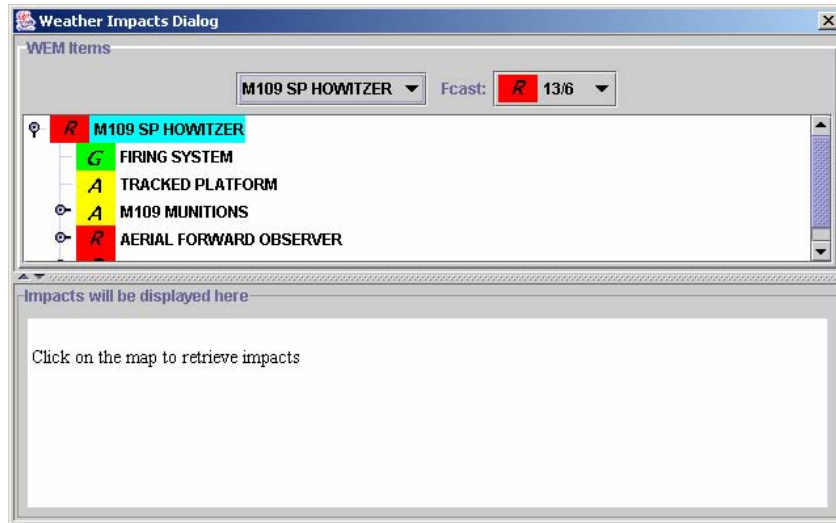 Weather Impacts Dialog
WEM Items
M109 SP HOWITZER Fcast: R 13/6
R M109 SP HOWITZER
G FIRING SYSTEM
A TRACKED PLATFORM
A M109 MUNITIONS
R AERIAL FORWARD OBSERVER
Impacts will be displayed here
Click on the map to retrieve impacts